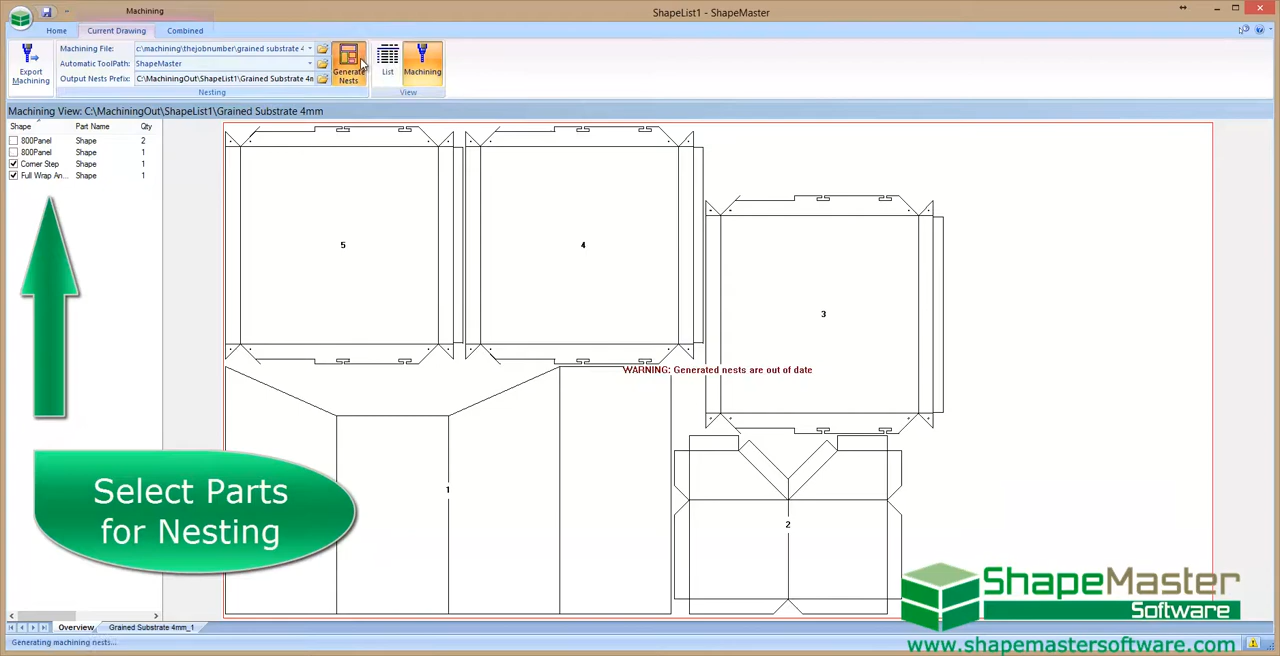 Machining
ShapeList1 - ShapeMaster
Home
Current Drawing
Combined
Export
Machining
Machining File:
c:\machining\thejobnumber\grained substrate 4
Automatic ToolPath:
ShapeMaster
Output Nests Prefix:
C:\MachiningOut\ShapeList1\Grained Substrate 4m
Generate
Nests
List
Machining
Nesting
View
Machining View: C:\MachiningOut\ShapeList1\Grained Substrate 4mm
Shape Part Name Qty
800Panel Shape 2
800Panel Shape 1
Corner Step Shape 1
Full Wrap An... Shape 1
5
4
3
WARNING: Generated nests are out of date
1
2
Select Parts
for Nesting
ShapeMaster
Software
www.shapemastersoftware.com
Overview
Grained Substrate 4mm_1
Generating machining nests...